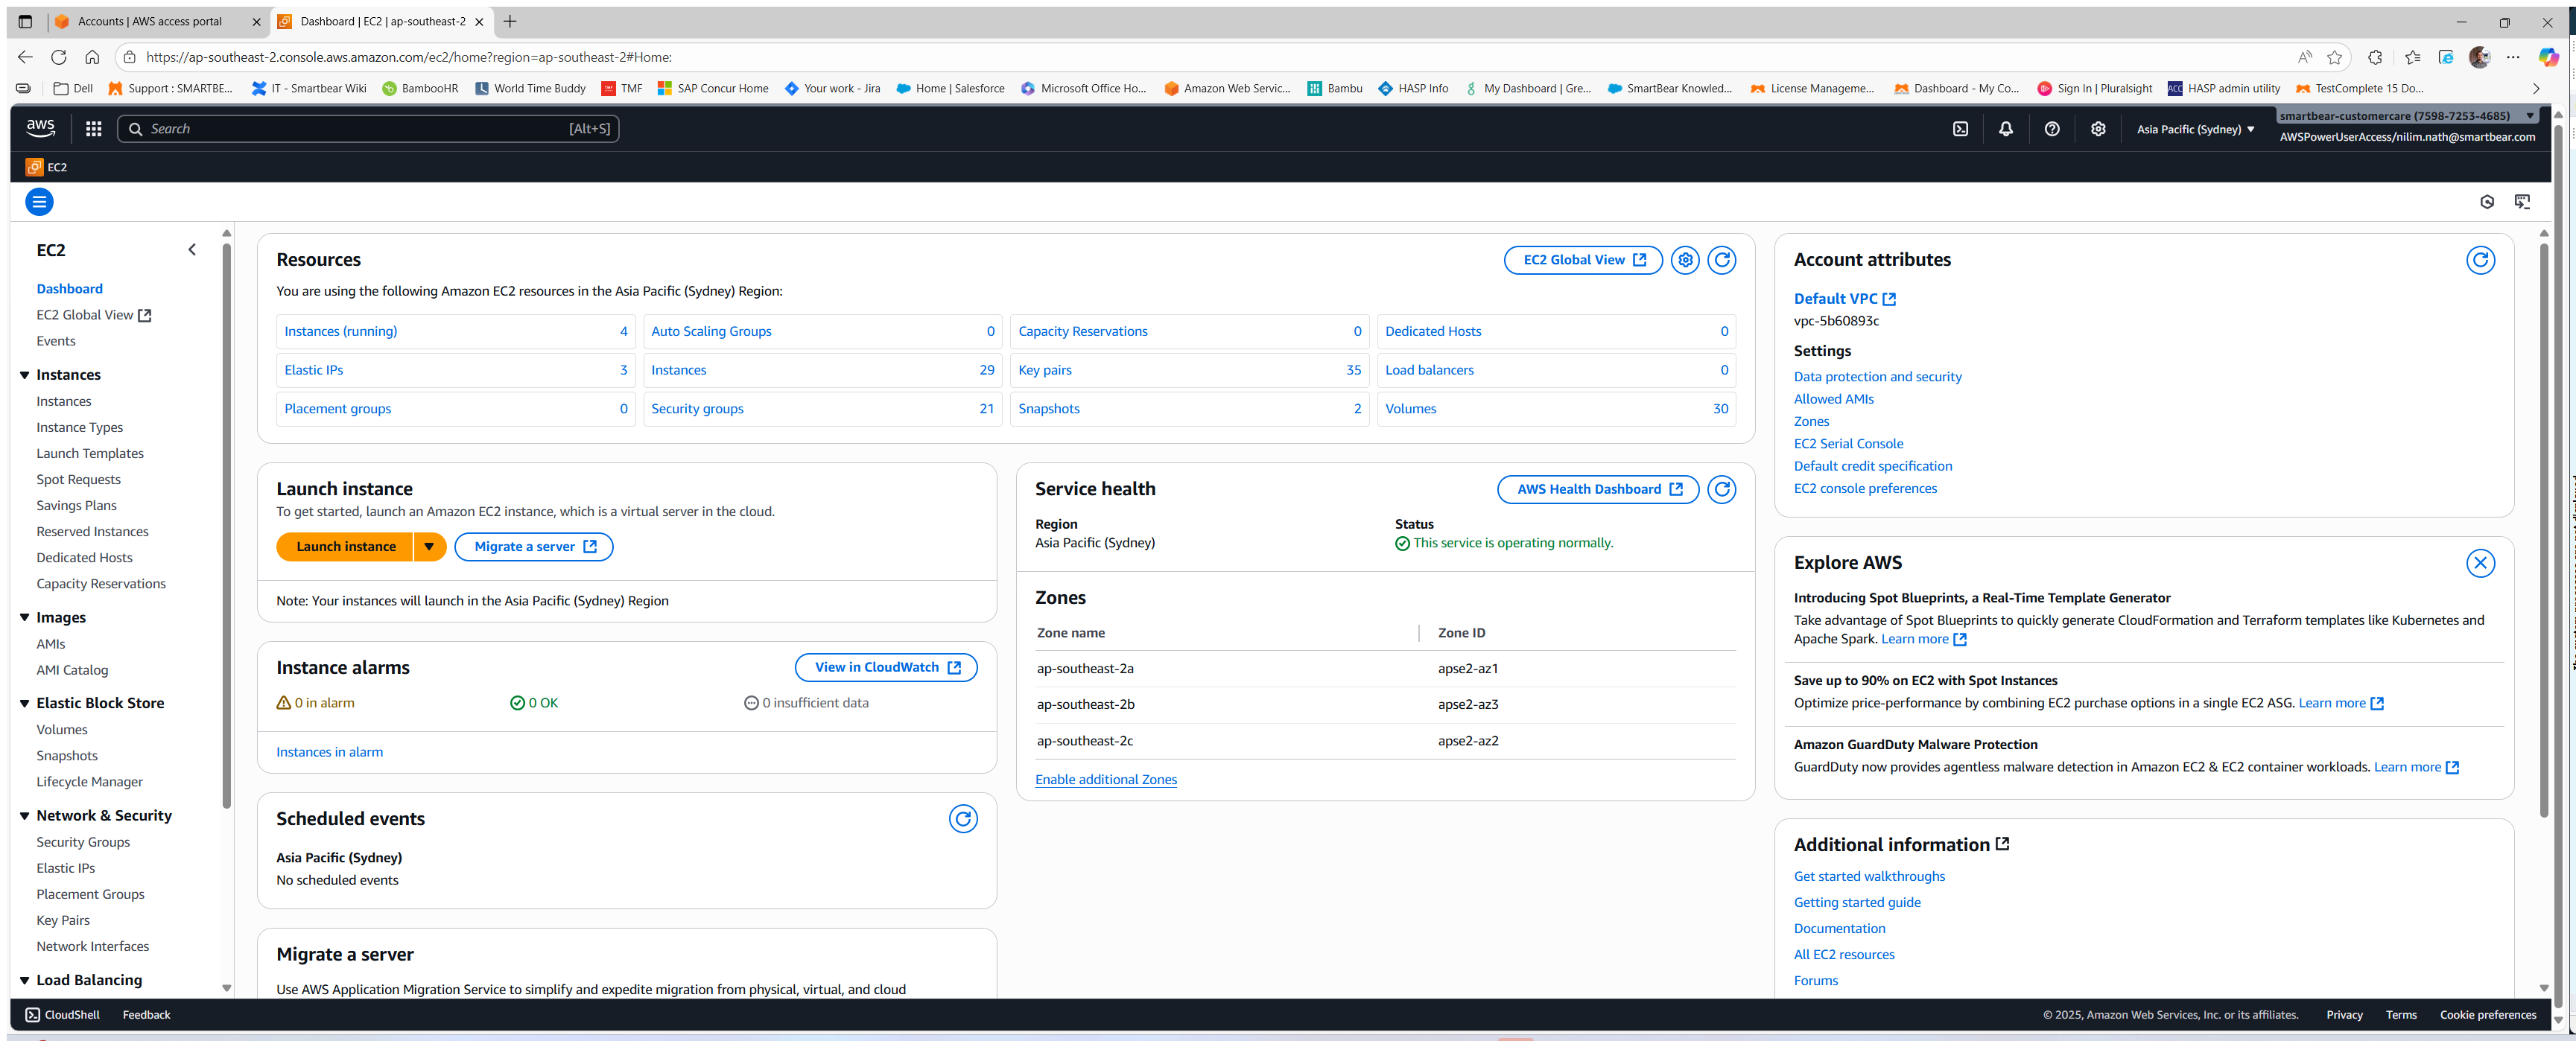 Accounts | AWS access portal
Dashboard | EC2 | ap-southeast-2
https://ap-southeast-2.console.aws.amazon.com/ec2/home?region=ap-southeast-2#Home:
Dell
Support : SMARTBE...
IT - Smartbear Wiki
BambooHR
World Time Buddy
TMF
SAP Concur Home
Your work - Jira
Home | Salesforce
Microsoft Office Ho...
Amazon Web Servic...
Bambu
HASP Info
My Dashboard | Gre...
SmartBear Knowled...
License Manageme...
Dashboard - My Co...
Sign In | Pluralsight
HASP admin utility
TestComplete 15 Do...
aws
Search
[Alt+S]
Asia Pacific (Sydney)
smartbear-customercare (7598-7253-4685)
AWSPowerUserAccess/nilim.nath@smartbear.com
EC2
EC2
Dashboard
EC2 Global View
Events
Instances
Instances
Instance Types
Launch Templates
Spot Requests
Savings Plans
Reserved Instances
Dedicated Hosts
Capacity Reservations
Images
AMIs
AMI Catalog
Elastic Block Store
Volumes
Snapshots
Lifecycle Manager
Network & Security
Security Groups
Elastic IPs
Placement Groups
Key Pairs
Network Interfaces
Load Balancing
Resources
EC2 Global View
You are using the following Amazon EC2 resources in the Asia Pacific (Sydney) Region:
Instances (running) 4
Auto Scaling Groups 0
Capacity Reservations 0
Dedicated Hosts 0
Elastic IPs 3
Instances 29
Key pairs 35
Load balancers 0
Placement groups 0
Security groups 21
Snapshots 2
Volumes 30
Launch instance
To get started, launch an Amazon EC2 instance, which is a virtual server in the cloud.
Launch instance
Migrate a server
Note: Your instances will launch in the Asia Pacific (Sydney) Region
Instance alarms
View in CloudWatch
0 in alarm
0 OK
0 insufficient data
Instances in alarm
Scheduled events
Asia Pacific (Sydney)
No scheduled events
Migrate a server
Use AWS Application Migration Service to simplify and expedite migration from physical, virtual, and cloud
Service health
AWS Health Dashboard
Region
Status
Asia Pacific (Sydney)
This service is operating normally.
Zones
Zone name Zone ID
ap-southeast-2a apse2-az1
ap-southeast-2b apse2-az3
ap-southeast-2c apse2-az2
Enable additional Zones
Account attributes
Default VPC
vpc-5b60893c
Settings
Data protection and security
Allowed AMIs
Zones
EC2 Serial Console
Default credit specification
EC2 console preferences
Explore AWS
Introducing Spot Blueprints, a Real-Time Template Generator
Take advantage of Spot Blueprints to quickly generate CloudFormation and Terraform templates like Kubernetes and
Apache Spark. Learn more
Save up to 90% on EC2 with Spot Instances
Optimize price-performance by combining EC2 purchase options in a single EC2 ASG. Learn more
Amazon GuardDuty Malware Protection
GuardDuty now provides agentless malware detection in Amazon EC2 & EC2 container workloads. Learn more
Additional information
Get started walkthroughs
Getting started guide
Documentation
All EC2 resources
Forums
CloudShell
Feedback
© 2025, Amazon Web Services, Inc. or its affiliates.
Privacy
Terms
Cookie preferences